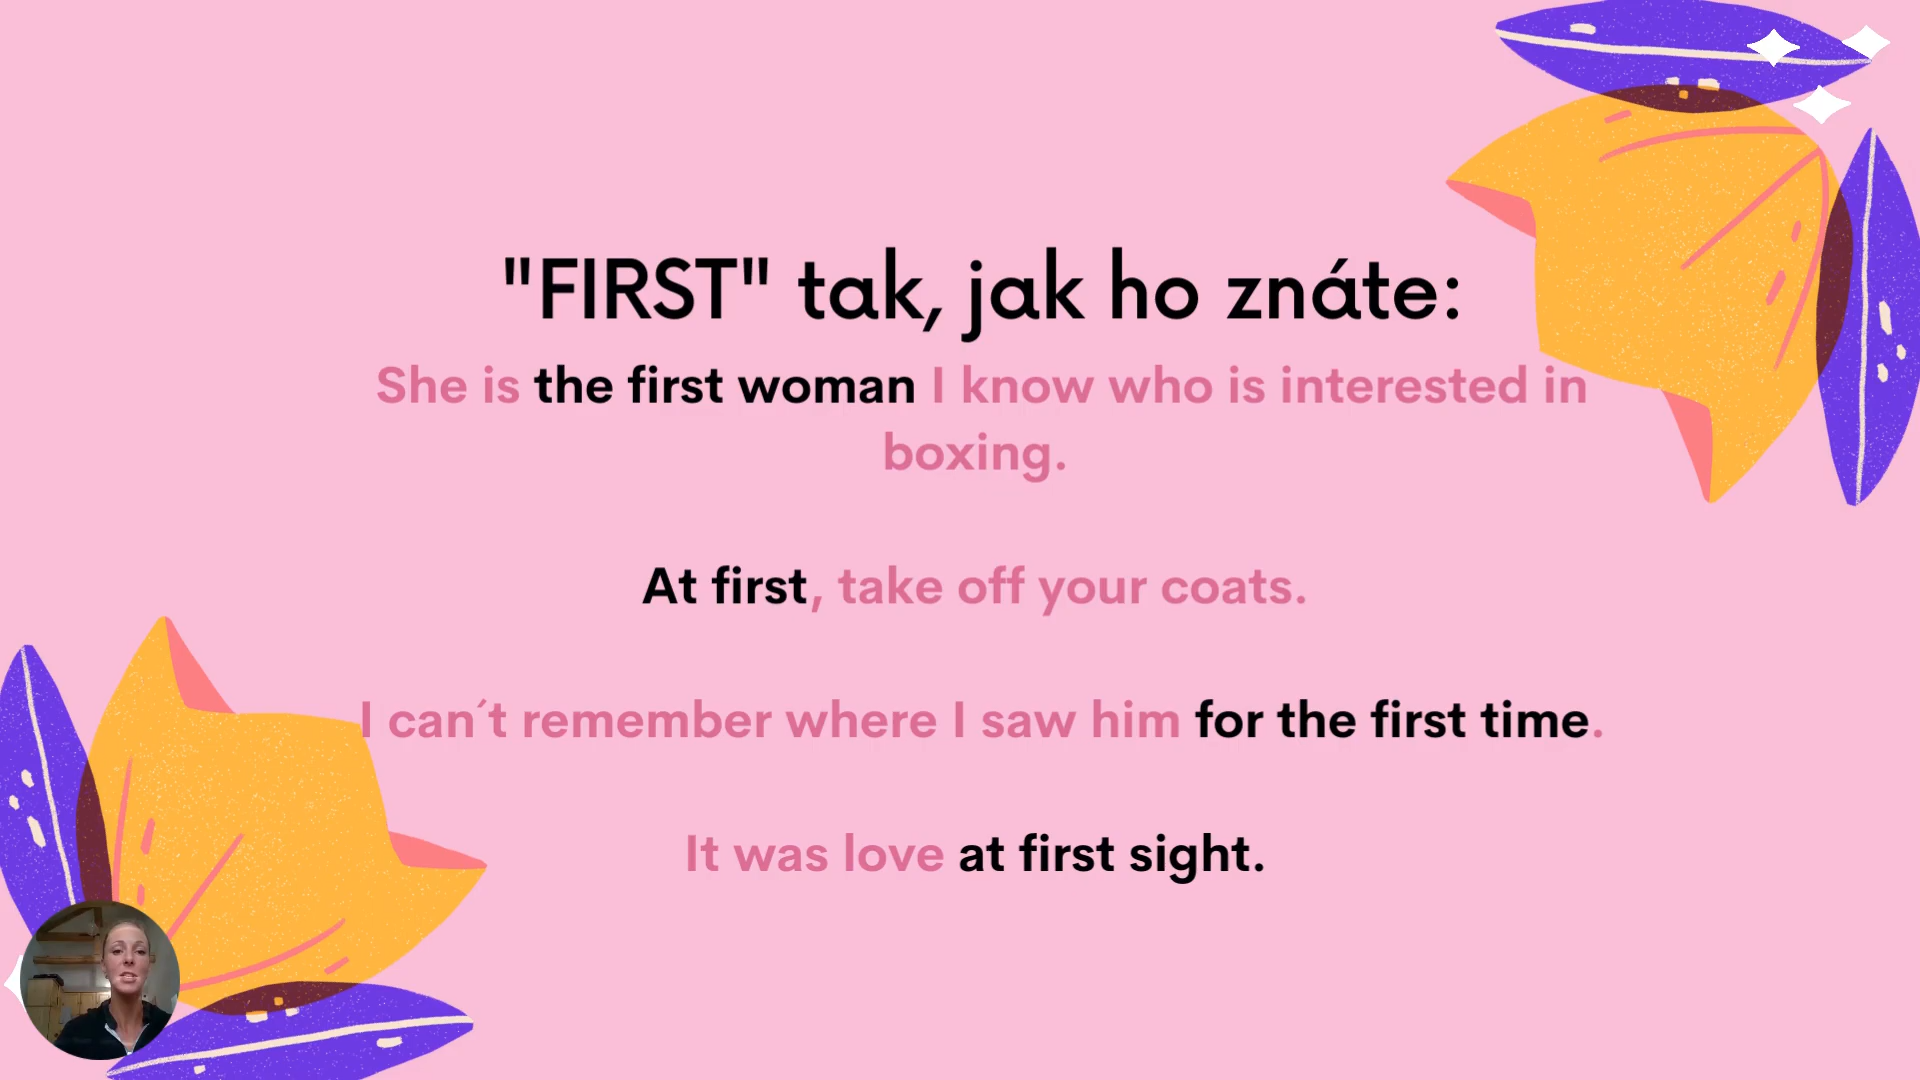 "FIRST" tak, jak ho znáte:
She is the first woman I know who is interested in
boxing.
At first, take off your coats.
I can´t remember where I saw him for the first time.
It was love at first sight.